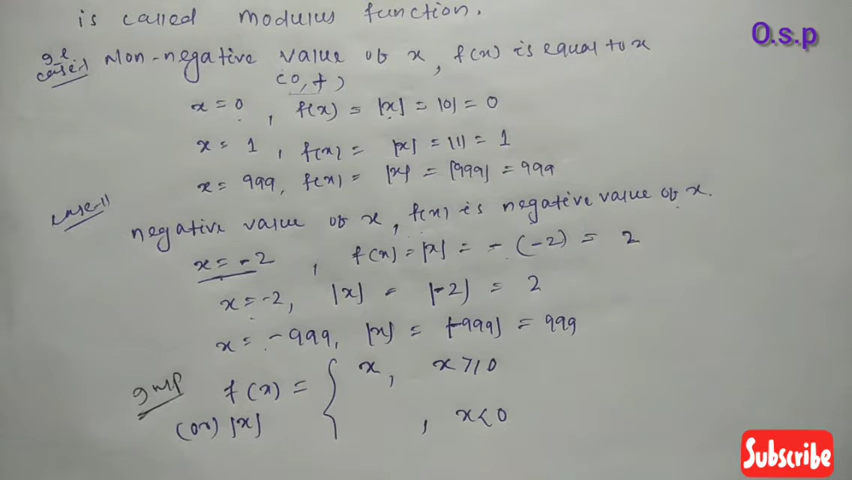 is called modulus function.
O.s.p
case-I Non-negative value of x, f(x) is equal to x
(0, +)
x = 0, f(x) = |x| = |0| = 0
x = 1, f(x) = |x| = |1| = 1
x = 999, f(x) = |x| = |999| = 999
case-II
negative value of x, f(x) is negative value of x.
x = -2, f(x) = |x| = -(-2) = 2
x = -2, |x| = |-2| = 2
x = -999, |x| = |-999| = 999
Imp f(x) = { x, x ≥ 0
(or) |x| , x < 0
Subscribe